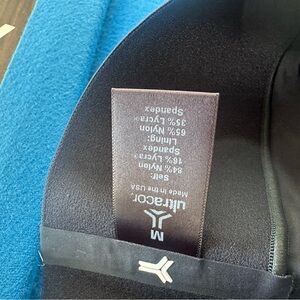 M
ultracor
Made in the USA
Self:
84% Nylon
16% Lycra®
Spandex
Lining:
65% Nylon
35% Lycra®
Spandex